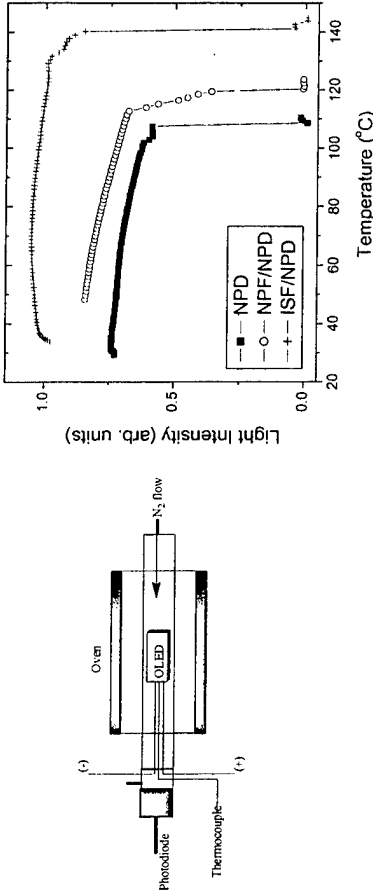 Oven
N₂ flow
OLED
(-)
(+)
Photodiode
Thermocouple
Light Intensity (arb. units)
1.0
0.5
0.0
NPD
NPF/NPD
ISF/NPD
20 40 60 80 100 120 140
Temperature (°C)